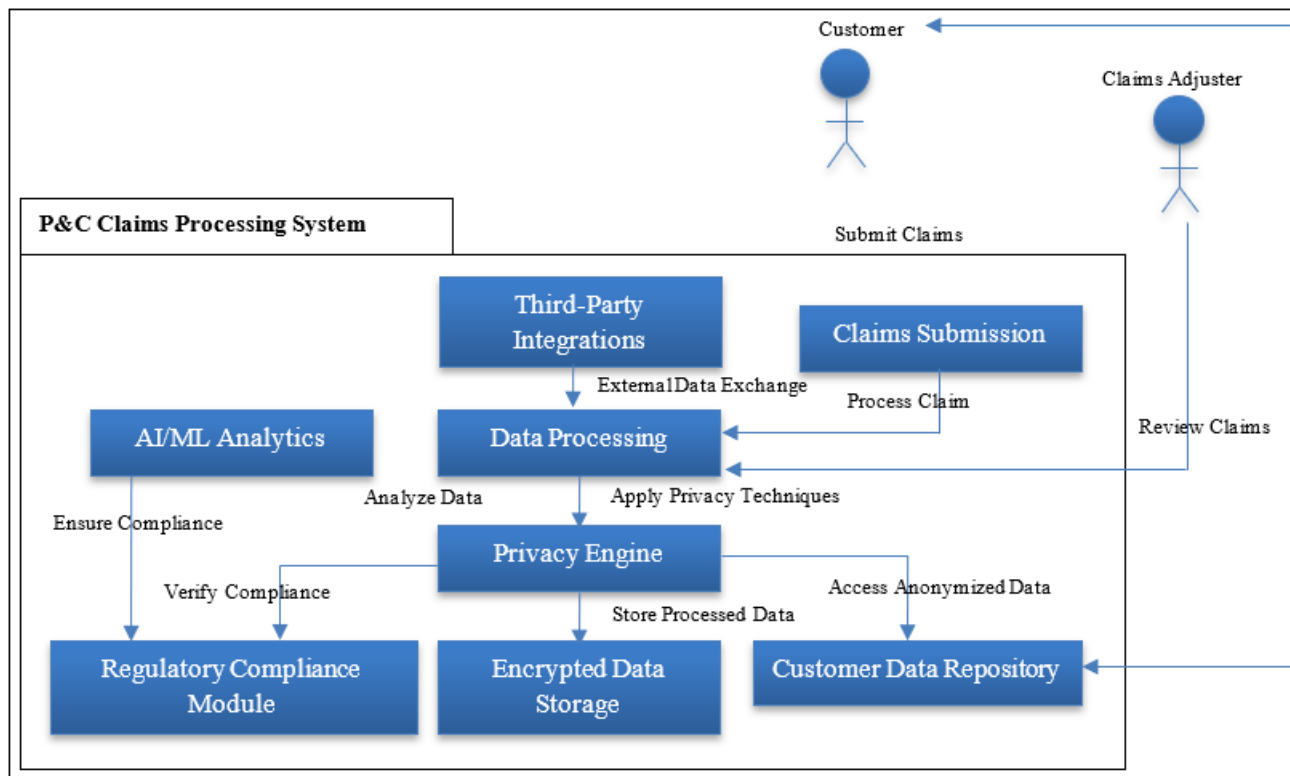 Customer
Claims Adjuster
P&C Claims Processing System
Submit Claims
Third-Party
Integrations
Claims Submission
External Data Exchange
Process Claim
AI/ML Analytics
Data Processing
Review Claims
Analyze Data
Apply Privacy Techniques
Ensure Compliance
Privacy Engine
Verify Compliance
Access Anonymized Data
Store Processed Data
Regulatory Compliance
Module
Encrypted Data
Storage
Customer Data Repository